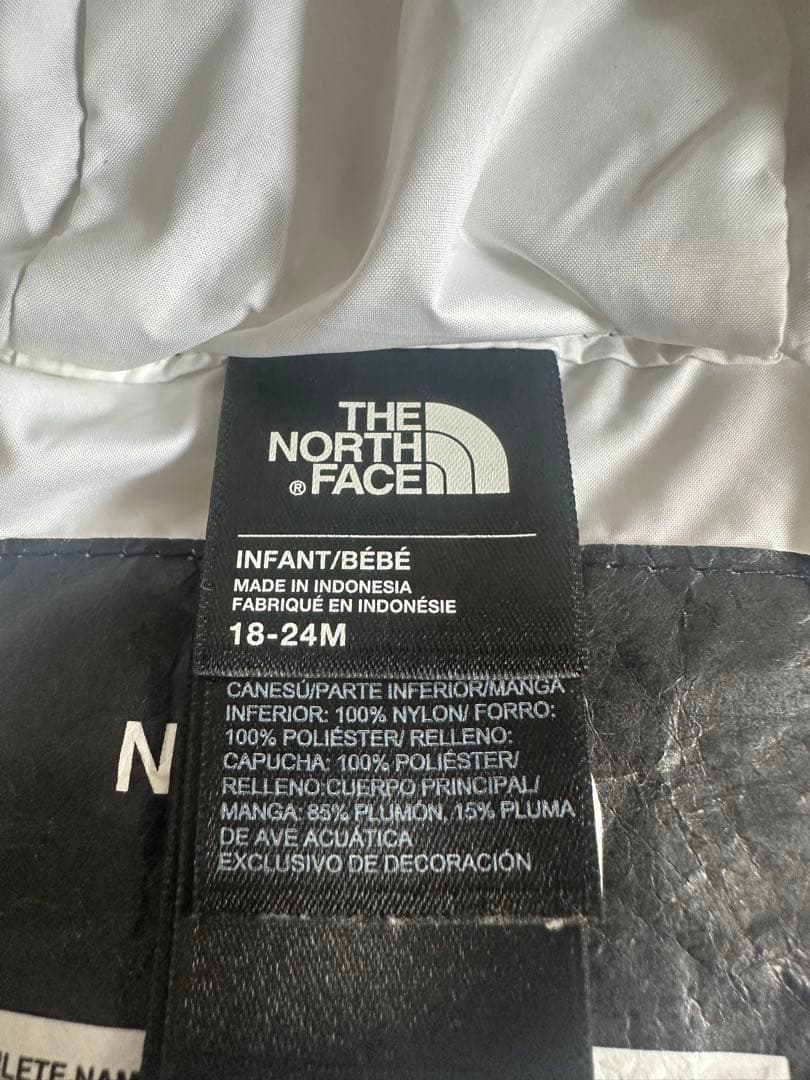 THE
NORTH
® FACE
INFANT/BÉBÉ
MADE IN INDONESIA
FABRIQUÉ EN INDONÉSIE
18-24M
CANESÚ/PARTE INFERIOR/MANGA
INFERIOR: 100% NYLON/ FORRO:
100% POLIÉSTER/ RELLENO:
CAPUCHA: 100% POLIÉSTER/
RELLENO:CUERPO PRINCIPAL/
MANGA: 85% PLUMÓN, 15% PLUMA
DE AVE ACUÁTICA
EXCLUSIVO DE DECORACIÓN
N